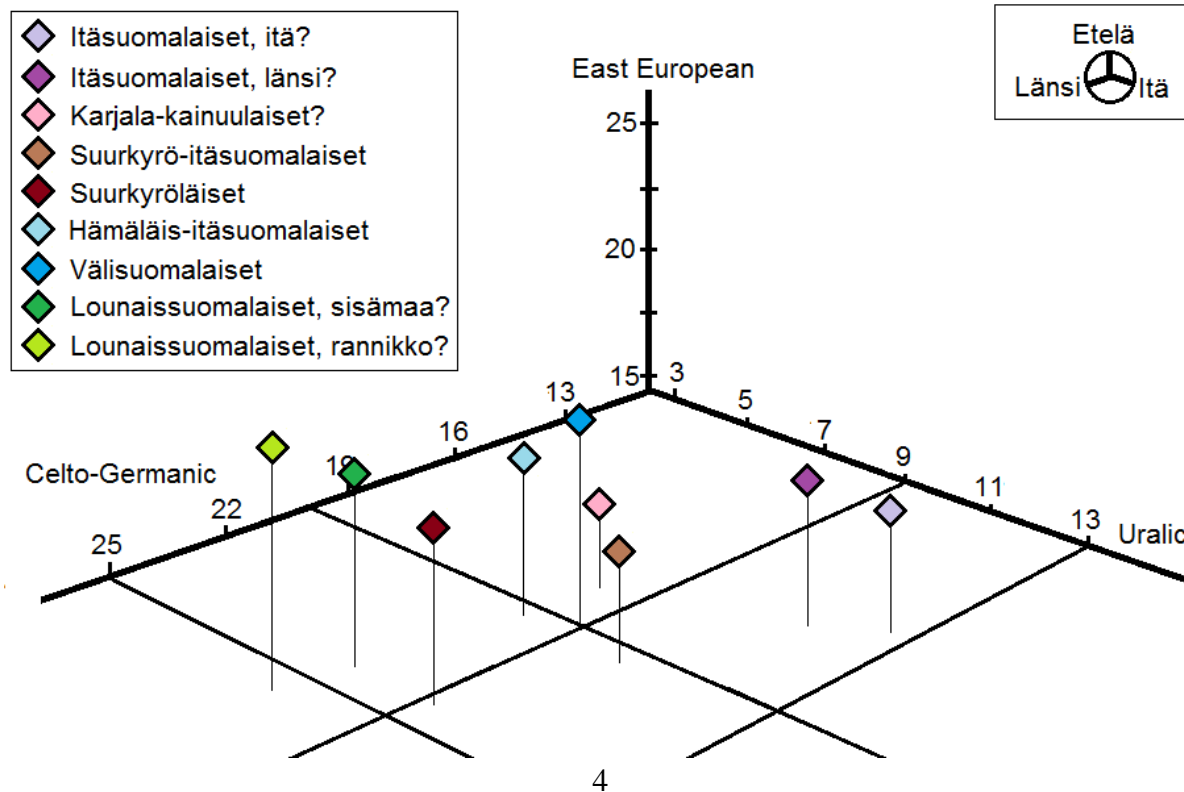 Itäsuomalaiset, itä?
Itäsuomalaiset, länsi?
Karjala-kainuulaiset?
Suurkyrö-itäsuomalaiset
Suurkyröläiset
Hämäläis-itäsuomalaiset
Välisuomalaiset
Lounaissuomalaiset, sisämaa?
Lounaissuomalaiset, rannikko?
Etelä
Länsi
Itä
East European
25
20
15
3
5
7
9
11
13
Uralic
13
16
19
22
25
Celto-Germanic
4